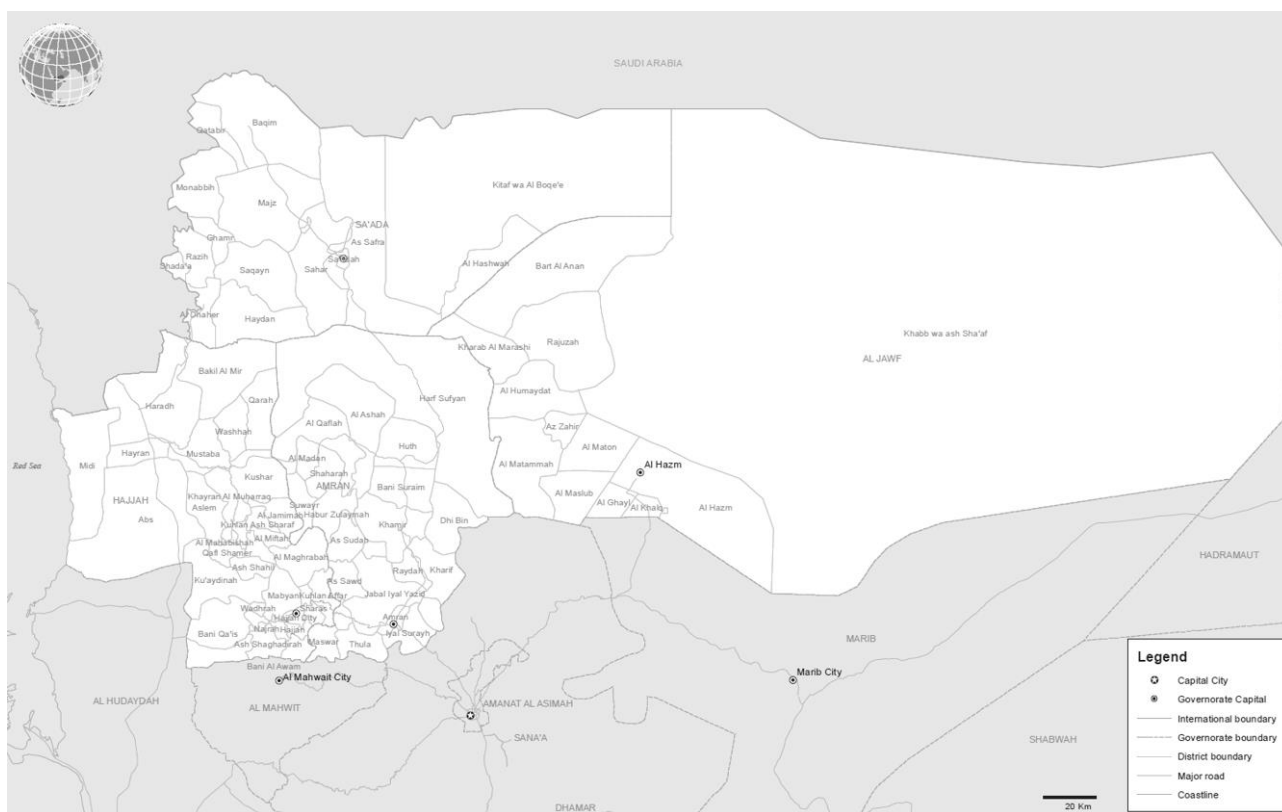 SAUDI ARABIA
Baqim
Qatabir
Kitaf wa Al Boqe'e
Monabbih
Majz
SA'ADA
Ghamr
As Safra
Razih
Shada'a
Saqayn
Sahar
Al Hashwah
Bart Al Anan
Haydan
Khabb wa ash Sha'af
Kharab Al Marashi
Rajuzah
AL JAWF
Bakil Al Mir
Al Humaydat
Qarah
Harf Sufyan
Haradh
Al Ashah
Al Qaflah
Washhah
Az Zahir
Huth
Al Maton
Hayran
Mustaba
Al Madan
Red Sea
Midi
Al Matammah
Al Hazm
Shaharah
Kushar
AMRAN
Bani Suraim
HAJJAH
Khayran Al Muharraq
Al Maslub
Aslem
Suwayr
Al Ghayl
Al Khalq
Al Hazm
Abs
Al Jamimah
Habur Zulaymah
Dhi Bin
Kuhlan Ash Sharaf
Khamir
Al Mahabishah
Al Miftah
As Sudah
Qafl Shamer
Al Maghrabah
HADRAMAUT
Ash Shahil
Raydah
Kharif
Ku'aydinah
As Sawd
Mabyan
Kuhlan Affar
Jabal Iyal Yazid
Wadhrah
Sharas
Hajjah City
Amran
Bani Qa'is
Najrah
Hajjah
Iyal Surayh
Ash Shaghadirah
Maswar
Thula
MARIB
Bani Al Awam
Al Mahwait City
Marib City
AL HUDAYDAH
AL MAHWIT
AMANAT AL ASIMAH
SANA'A
SHABWAH
DHAMAR
20 Km
Legend
Capital City
Governorate Capital
International boundary
Governorate boundary
District boundary
Major road
Coastline